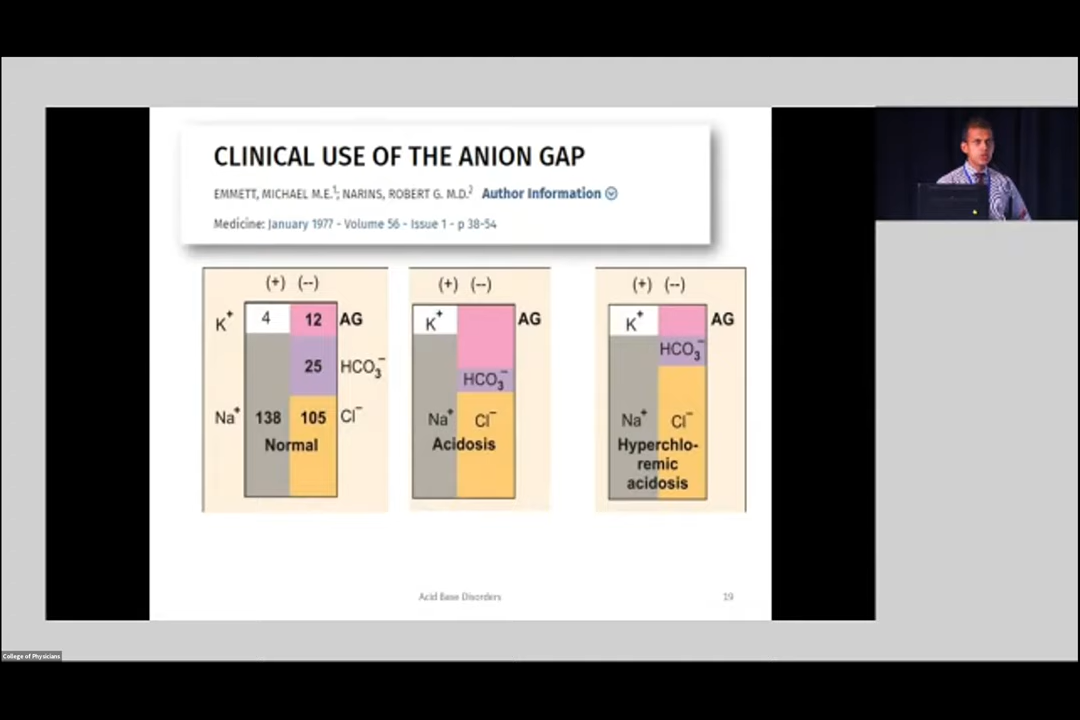 CLINICAL USE OF THE ANION GAP
EMMETT, MICHAEL M.E.¹; NARINS, ROBERT G. M.D.² Author Information
Medicine: January 1977 - Volume 56 - Issue 1 - p 38-54
(+) (--)
K⁺ 4 12 AG
25 HCO₃⁻
Na⁺ 138 105 Cl⁻
Normal
(+) (--)
K⁺ AG
HCO₃⁻
Na⁺ Cl⁻
Acidosis
(+) (--)
K⁺ AG
HCO₃⁻
Na⁺ Cl⁻
Hyperchlo-
remic
acidosis
Acid Base Disorders 19
College of Physicians